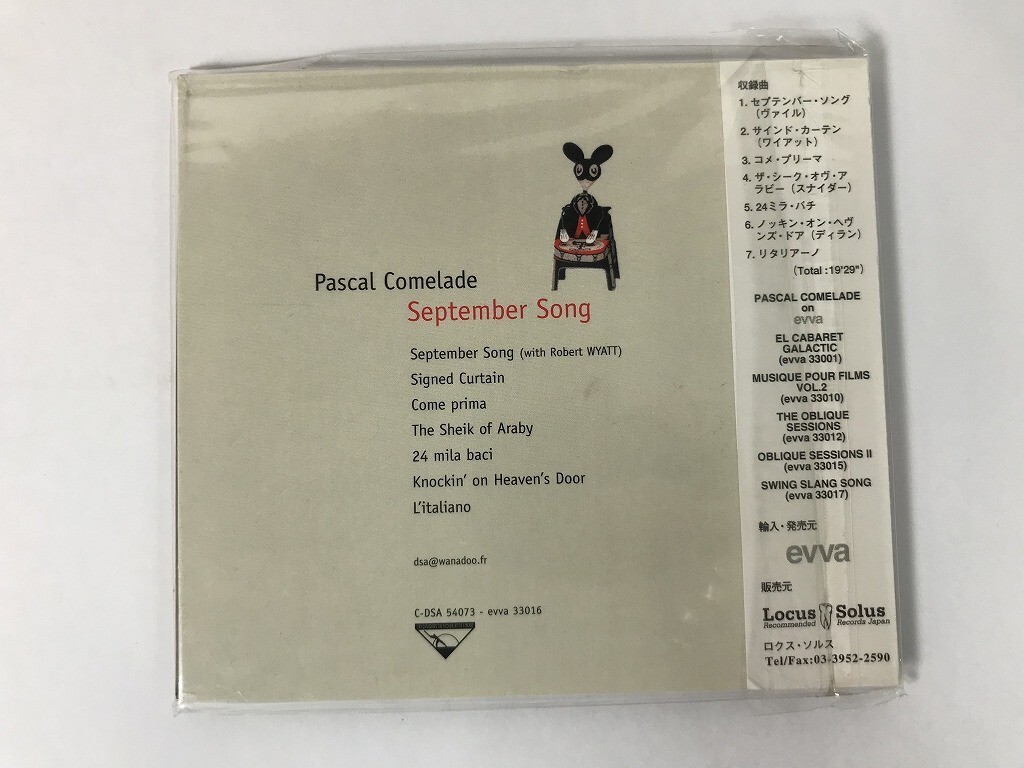 Pascal Comelade
September Song
September Song (with Robert WYATT)
Signed Curtain
Come prima
The Sheik of Araby
24 mila baci
Knockin' on Heaven's Door
L'italiano
dsa@wanadoo.fr
C-DSA 54073 - evva 33016
収録曲
1. セプテンバー・ソング
(ヴァイル)
2. サインド・カーテン
(ワイアット)
3. コメ・プリーマ
4. ザ・シーク・オヴ・ア
ラビー (スナイダー)
5. 24ミラ・バチ
6. ノッキン・オン・ヘヴ
ンズ・ドア (ディラン)
7. リタリアーノ
(Total :19'29")
PASCAL COMELADE
on
evva
EL CABARET
GALACTIC
(evva 33001)
MUSIQUE POUR FILMS
VOL.2
(evva 33010)
THE OBLIQUE
SESSIONS
(evva 33012)
OBLIQUE SESSIONS II
(evva 33015)
SWING SLANG SONG
(evva 33017)
輸入・発売元
evva
販売元
Locus Solus
Recommended Records Japan
ロクス・ソルス
Tel/Fax:03-3952-2590